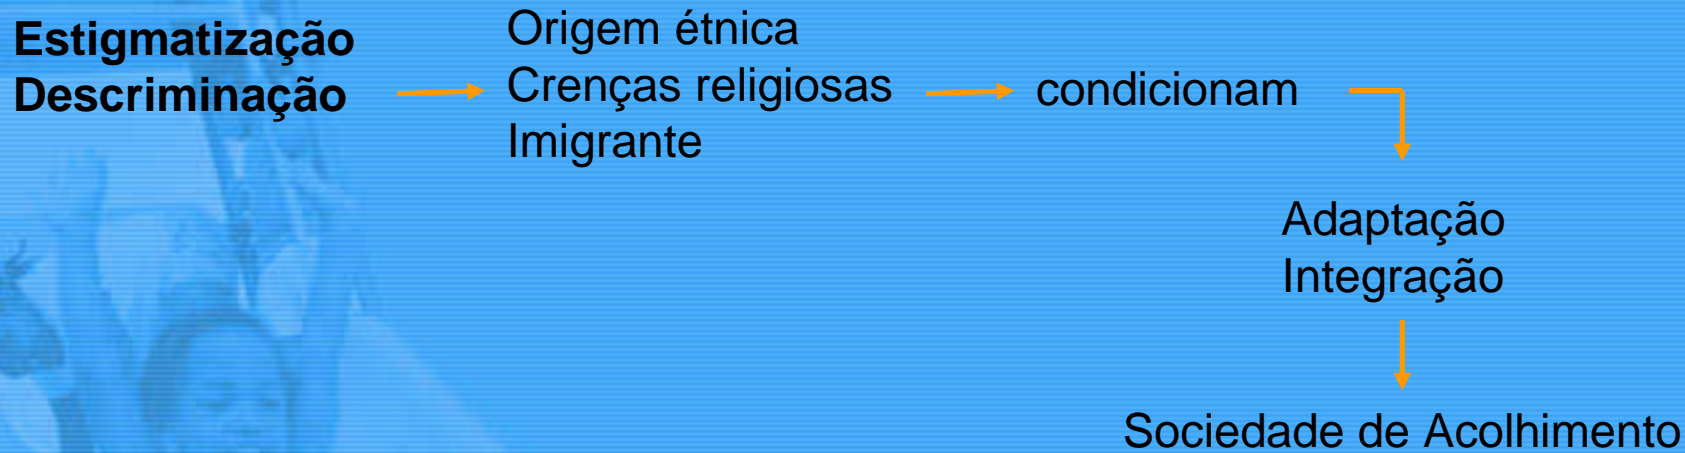 Estigmatização
Descriminação
Origem étnica
Crenças religiosas
Imigrante
condicionam
Adaptação
Integração
Sociedade de Acolhimento